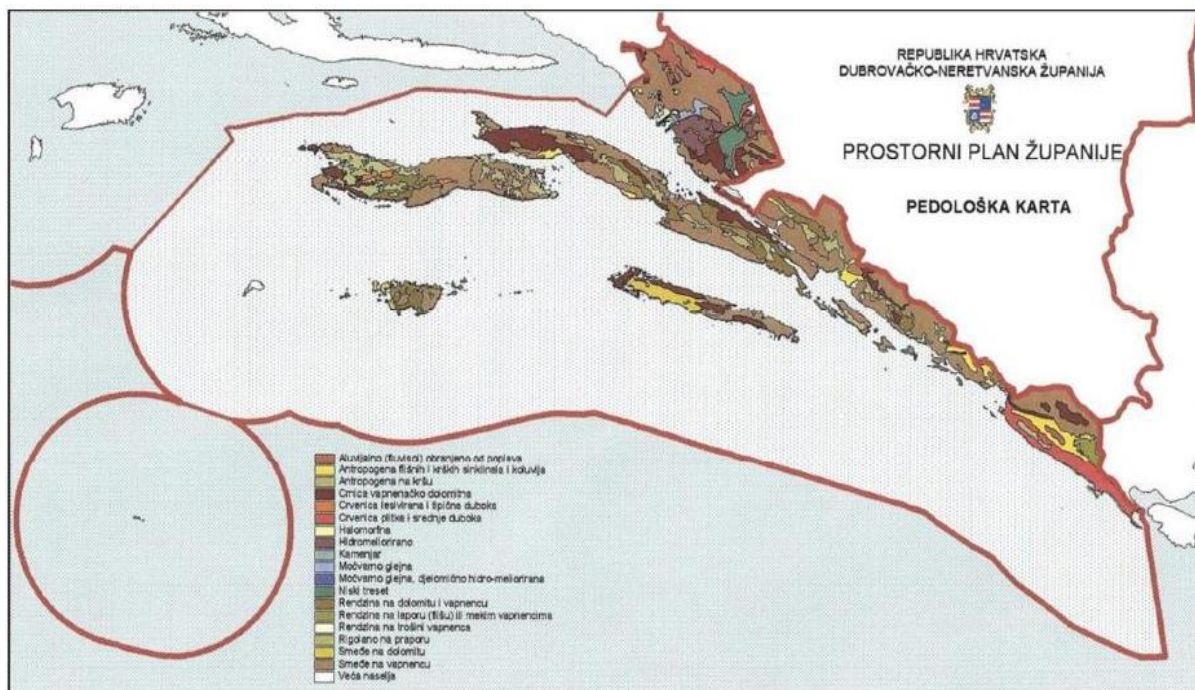 REPUBLIKA HRVATSKA
DUBROVAČKO-NERETVANSKA ŽUPANIJA
PROSTORNI PLAN ŽUPANIJE
PEDOLOŠKA KARTA
Aluvijalno (fluvisol) obranjeno od poplava
Antropogena flišnih i krških sinklinala i koluvija
Antropogena na kršu
Crnica vapnenačko dolomitna
Crvenica lesivirana i tipična duboka
Crvenica plitka i srednje duboka
Halomorfna
Hidromeliorirano
Kamenjar
Močvarno glejna
Močvarno glejna, djelomično hidro-meliorirana
Niski treset
Rendzina na dolomitu i vapnencu
Rendzina na laporu (flišu) ili mekim vapnencima
Rendzina na trošini vapnenca
Rigolano na praporu
Smeđe na dolomitu
Smeđe na vapnencu
Veća naselja